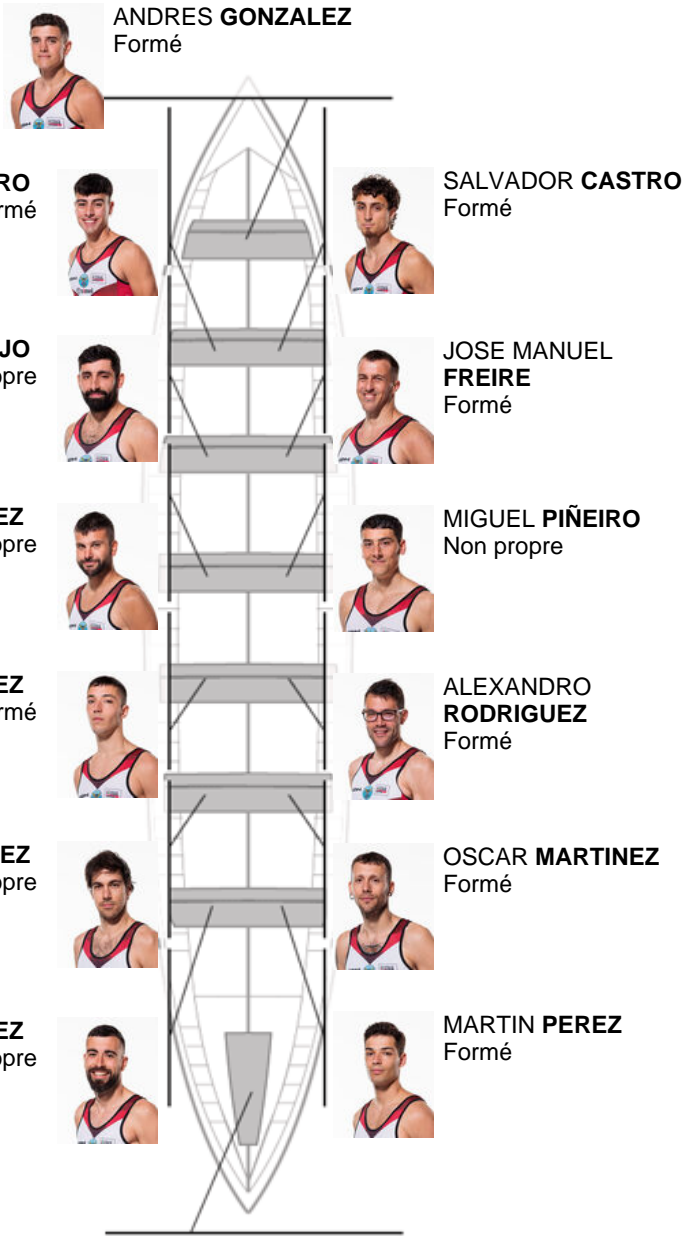 ANDRES GONZALEZ
Formé
RO
rmé
SALVADOR CASTRO
Formé
JO
opre
JOSE MANUEL
FREIRE
Formé
EZ
opre
MIGUEL PIÑEIRO
Non propre
EZ
rmé
ALEXANDRO
RODRIGUEZ
Formé
EZ
opre
OSCAR MARTINEZ
Formé
EZ
opre
MARTIN PEREZ
Formé